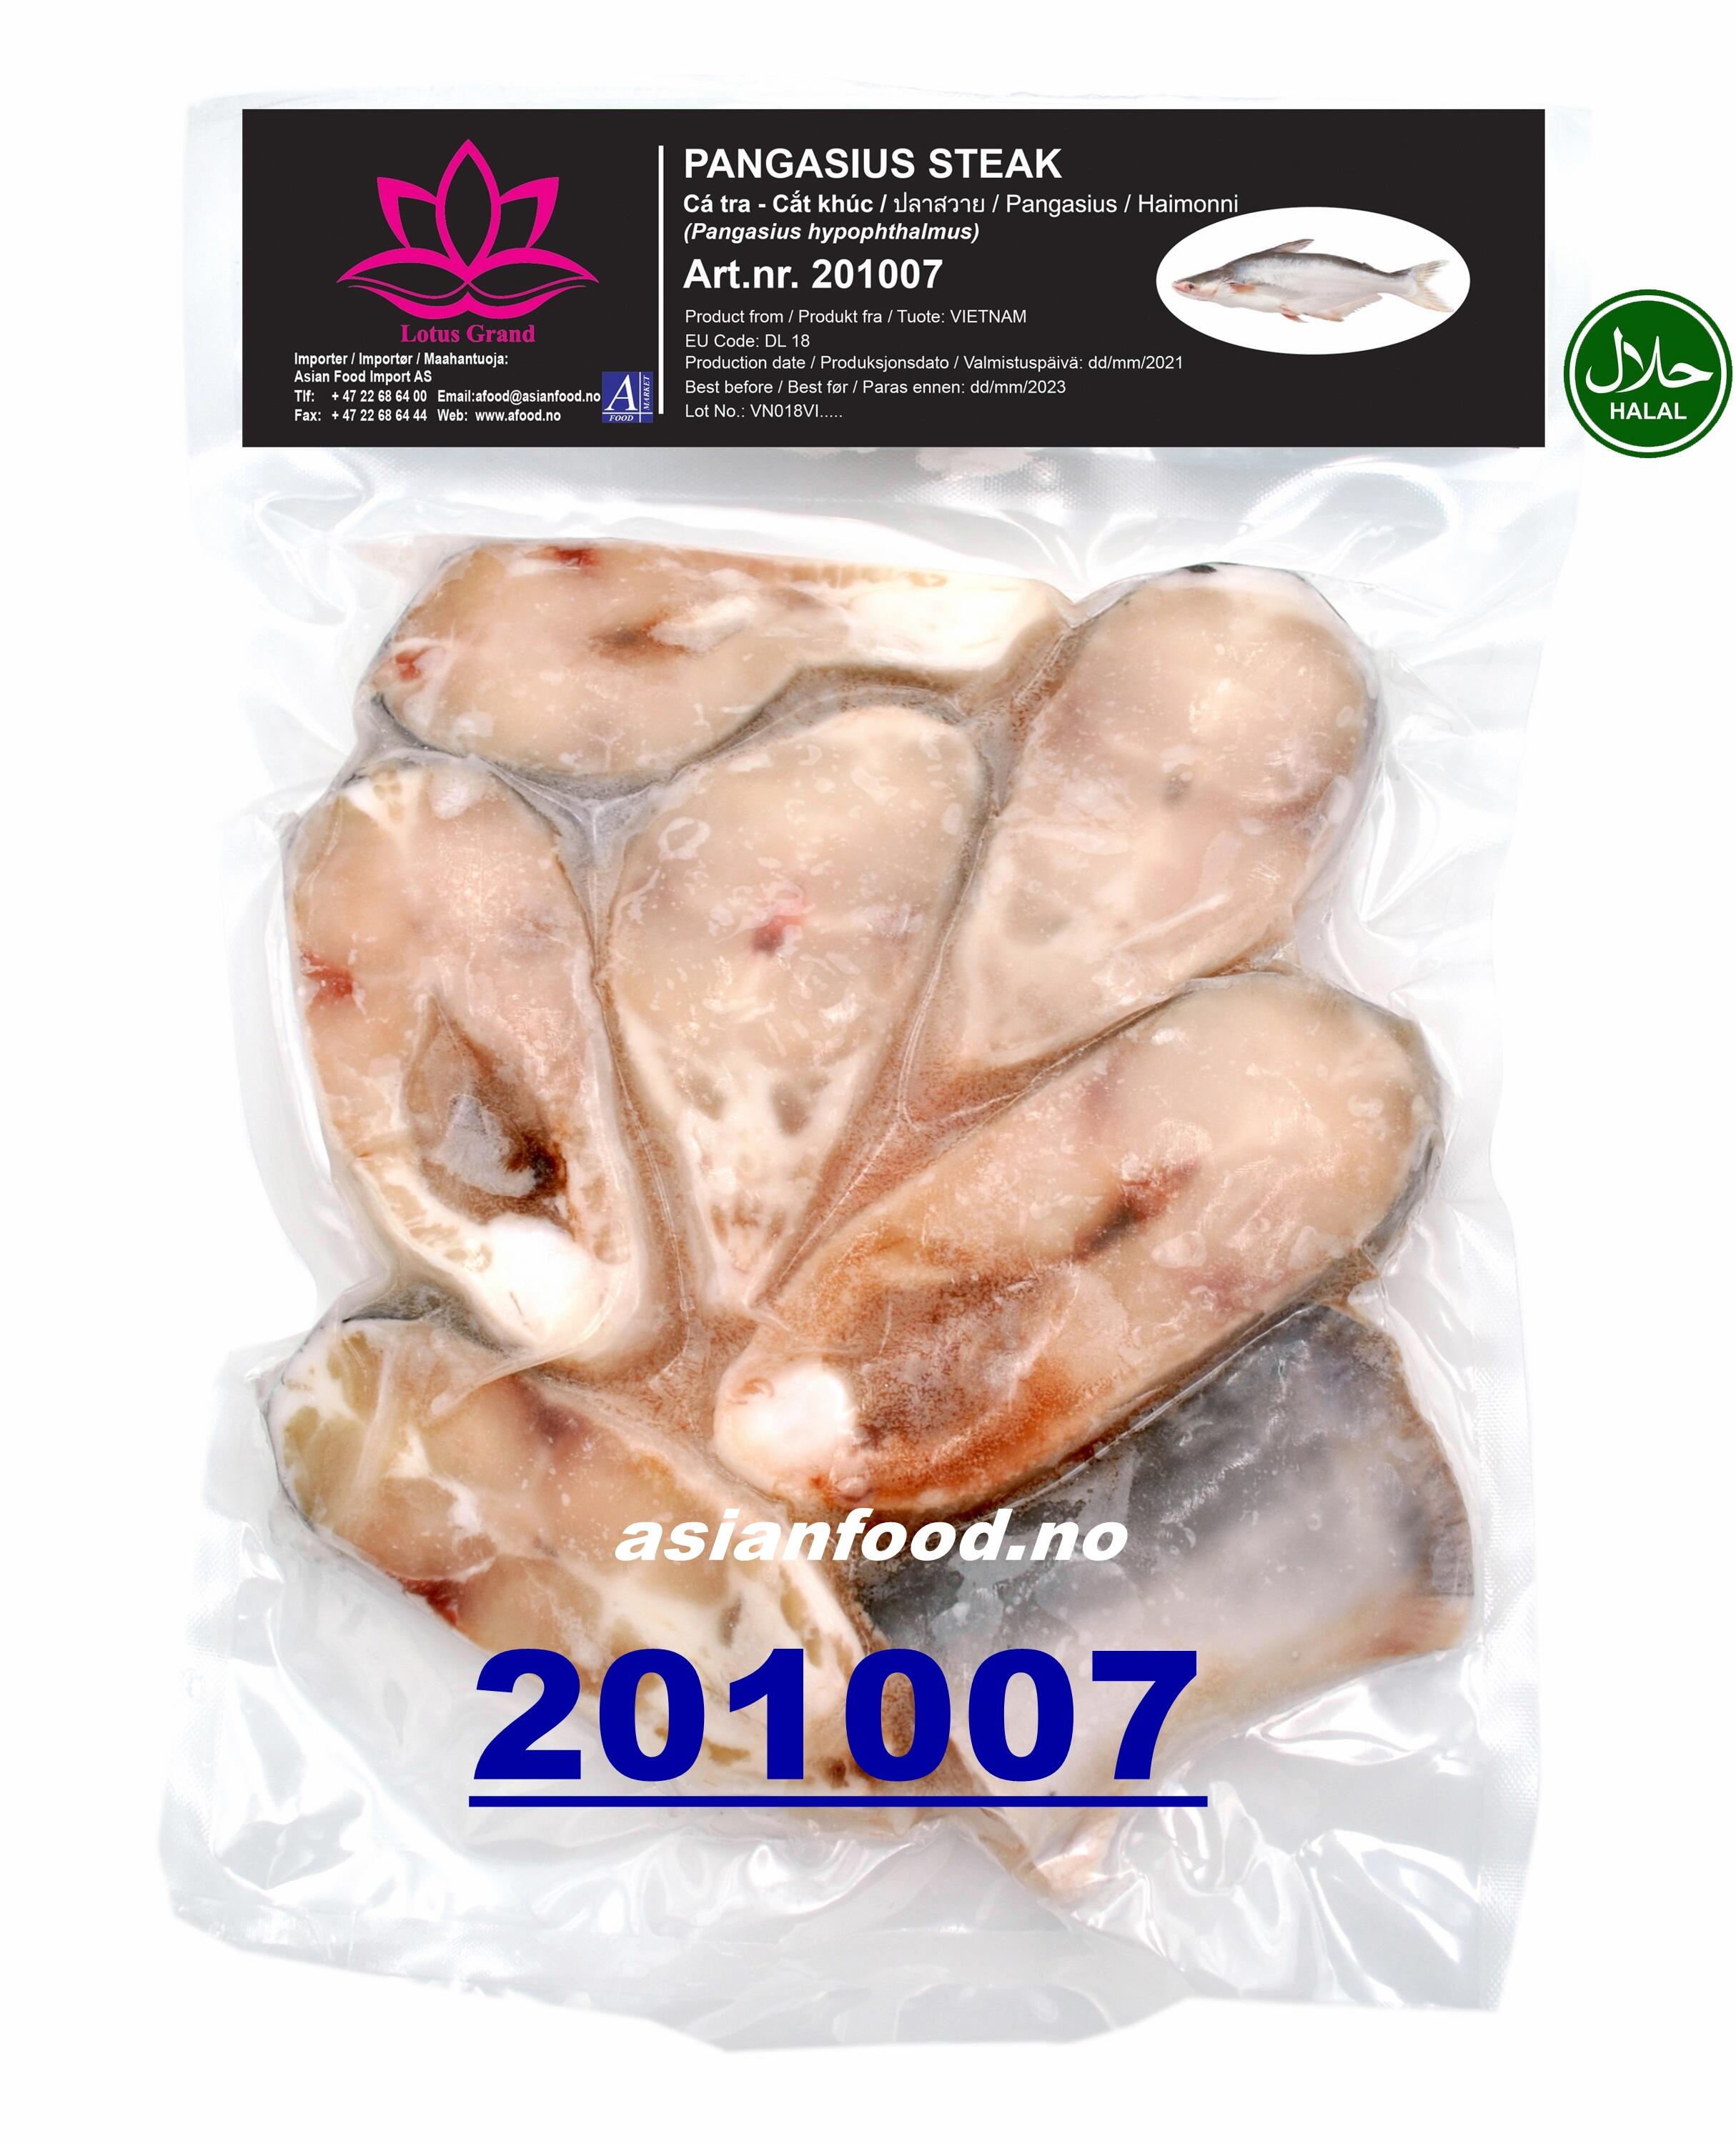 PANGASIUS STEAK
Cá tra - Cắt khúc / ปลาสวาย / Pangasius / Haimonni
(Pangasius hypophthalmus)
Art.nr. 201007
Product from / Produkt fra / Tuote: VIETNAM
EU Code: DL 18
Production date / Produksjonsdato / Valmistuspäivä: dd/mm/2021
Best before / Best før / Paras ennen: dd/mm/2023
Lot No.: VN018VI.....
Lotus Grand
Importer / Importør / Maahantuoja:
Asian Food Import AS
Tlf: + 47 22 68 64 00 Email:afood@asianfood.no
Fax: + 47 22 68 64 44 Web: www.afood.no
A
FOOD
MARKET
حلال
HALAL
asianfood.no
201007